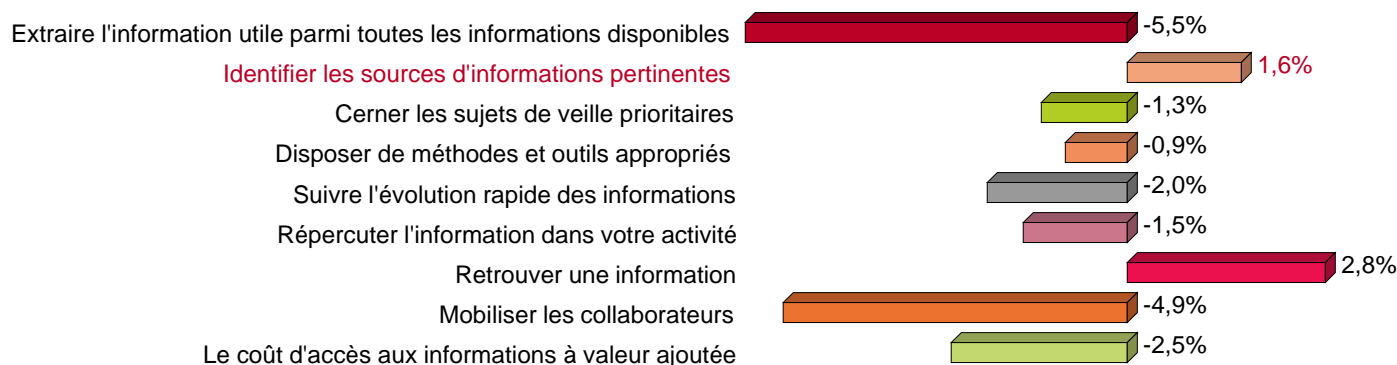 Extraire l'information utile parmi toutes les informations disponibles -5,5%
Identifier les sources d'informations pertinentes 1,6%
Cerner les sujets de veille prioritaires -1,3%
Disposer de méthodes et outils appropriés -0,9%
Suivre l'évolution rapide des informations -2,0%
Répercuter l'information dans votre activité -1,5%
Retrouver une information 2,8%
Mobiliser les collaborateurs -4,9%
Le coût d'accès aux informations à valeur ajoutée -2,5%